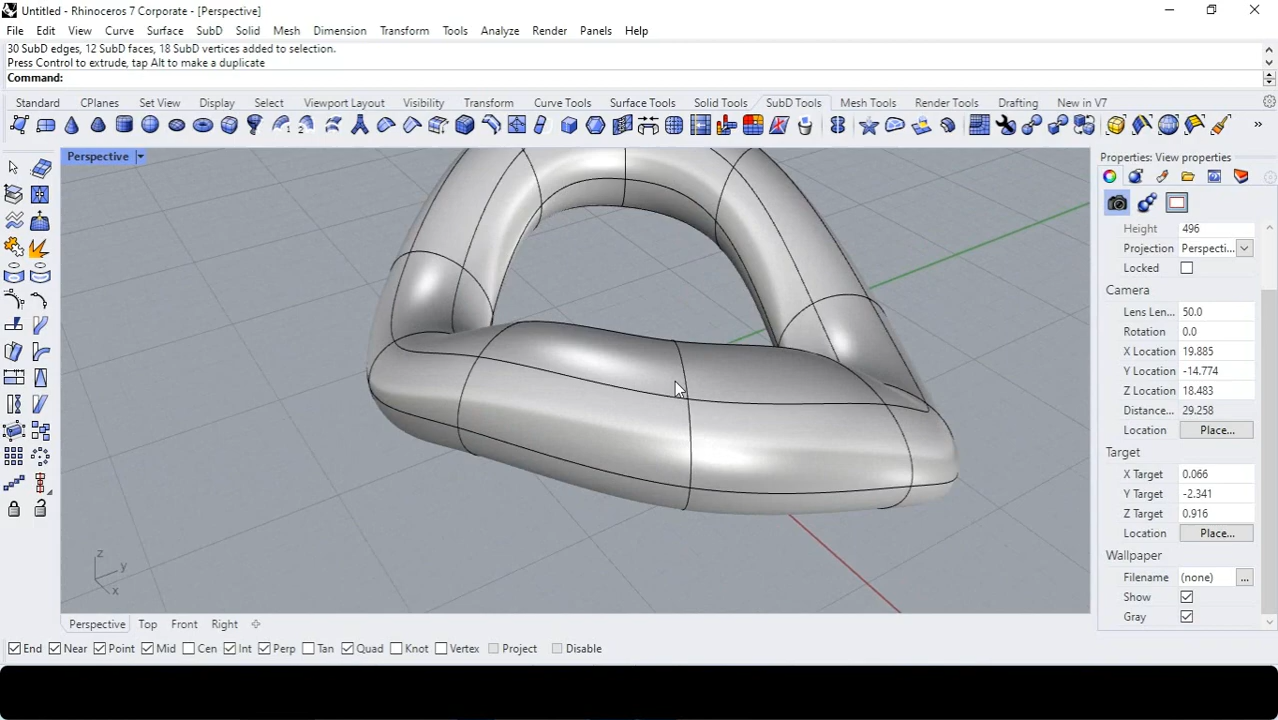 Untitled - Rhinoceros 7 Corporate - [Perspective]
File Edit View Curve Surface SubD Solid Mesh Dimension Transform Tools Analyze Render Panels Help
30 SubD edges, 12 SubD faces, 18 SubD vertices added to selection.
Press Control to extrude, tap Alt to make a duplicate
Command:
Standard CPlanes Set View Display Select Viewport Layout Visibility Transform Curve Tools Surface Tools Solid Tools SubD Tools Mesh Tools Render Tools Drafting New in V7
Perspective
Properties: View properties
Height 496
Projection Perspecti...
Locked
Camera
Lens Len... 50.0
Rotation 0.0
X Location 19.885
Y Location -14.774
Z Location 18.483
Distance... 29.258
Location Place...
Target
X Target 0.066
Y Target -2.341
Z Target 0.916
Location Place...
Wallpaper
Filename (none) ...
Show
Gray
z
y
x
Perspective Top Front Right
End Near Point Mid Cen Int Perp Tan Quad Knot Vertex Project Disable